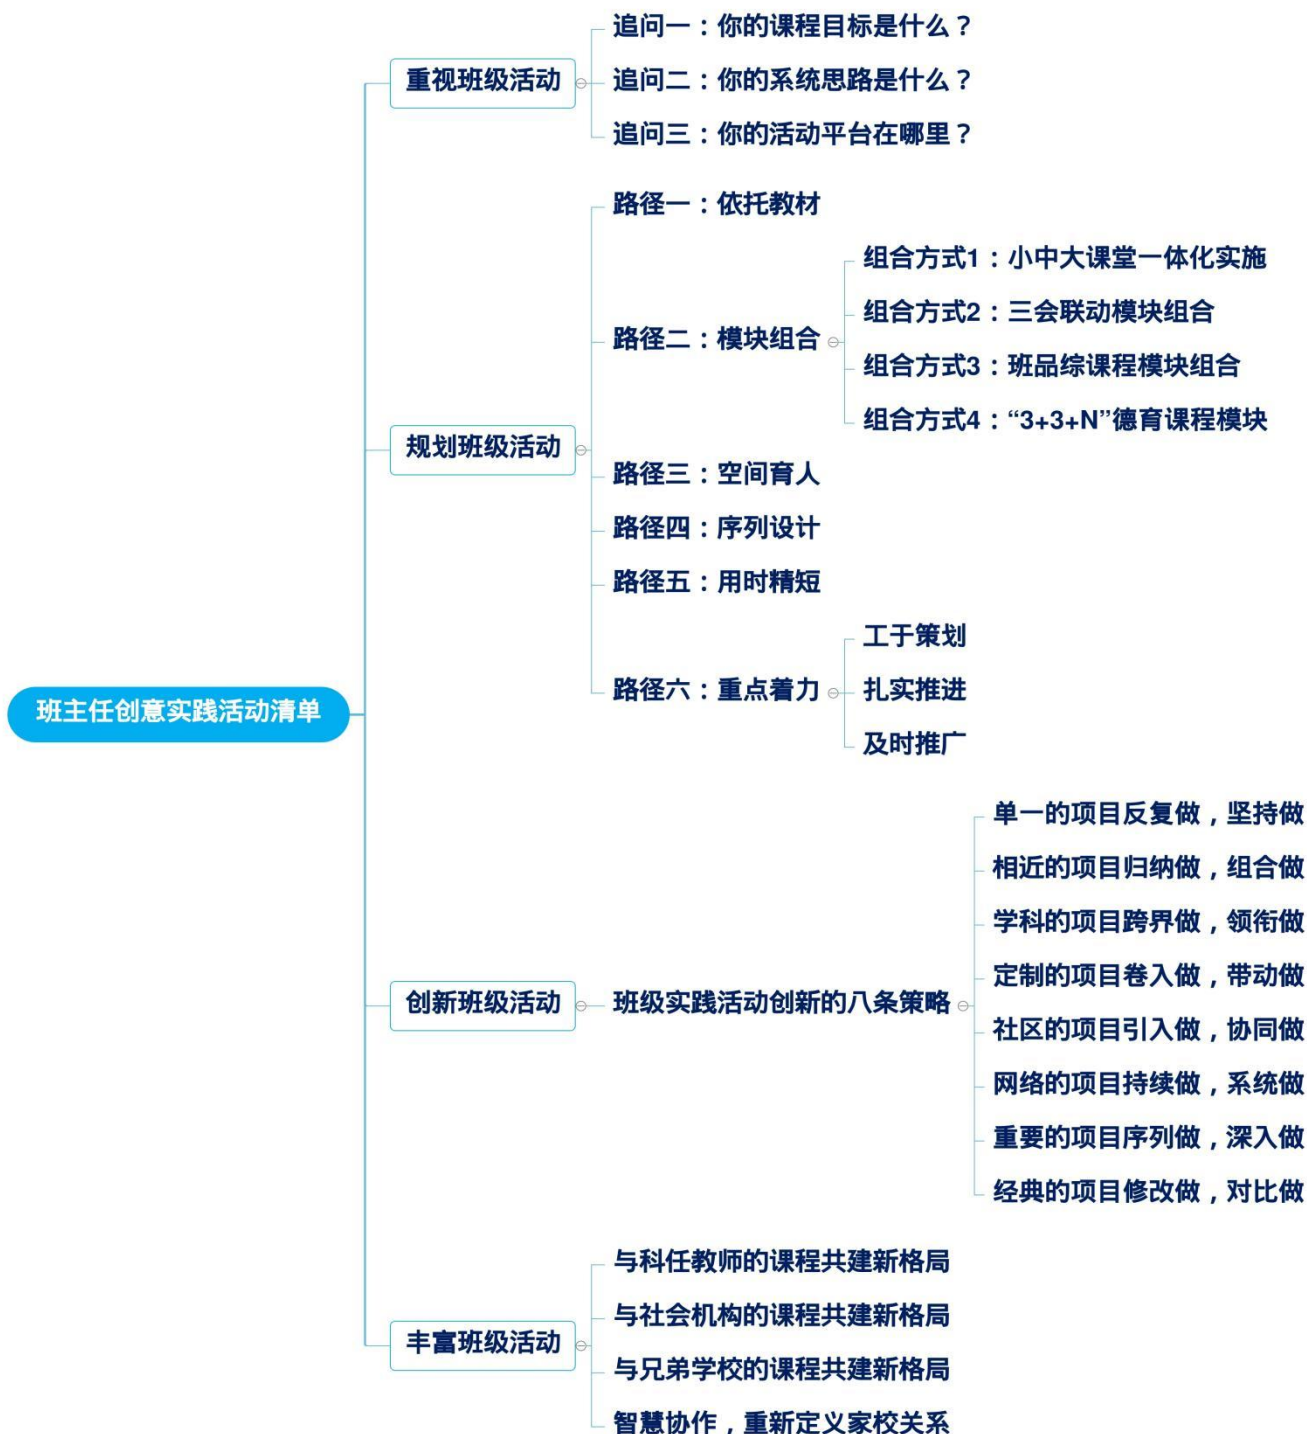 班主任创意实践活动清单
重视班级活动
追问一：你的课程目标是什么？
追问二：你的系统思路是什么？
追问三：你的活动平台在哪里？
规划班级活动
路径一：依托教材
路径二：模块组合
组合方式1：小中大课堂一体化实施
组合方式2：三会联动模块组合
组合方式3：班品综课程模块组合
组合方式4：“3+3+N”德育课程模块
路径三：空间育人
路径四：序列设计
路径五：用时精短
路径六：重点着力
工于策划
扎实推进
及时推广
创新班级活动
班级实践活动创新的八条策略
单一的项目反复做，坚持做
相近的项目归纳做，组合做
学科的项目跨界做，领衔做
定制的项目卷入做，带动做
社区的项目引入做，协同做
网络的项目持续做，系统做
重要的项目序列做，深入做
经典的项目修改做，对比做
丰富班级活动
与科任教师的课程共建新格局
与社会机构的课程共建新格局
与兄弟学校的课程共建新格局
智慧协作，重新定义家校关系